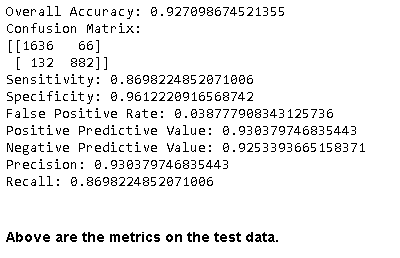 Overall Accuracy: 0.927098674521355
Confusion Matrix:
[[1636   66]
 [ 132  882]]
Sensitivity: 0.8698224852071006
Specificity: 0.9612220916568742
False Positive Rate: 0.038777908343125736
Positive Predictive Value: 0.930379746835443
Negative Predictive Value: 0.9253393665158371
Precision: 0.930379746835443
Recall: 0.8698224852071006
Above are the metrics on the test data.